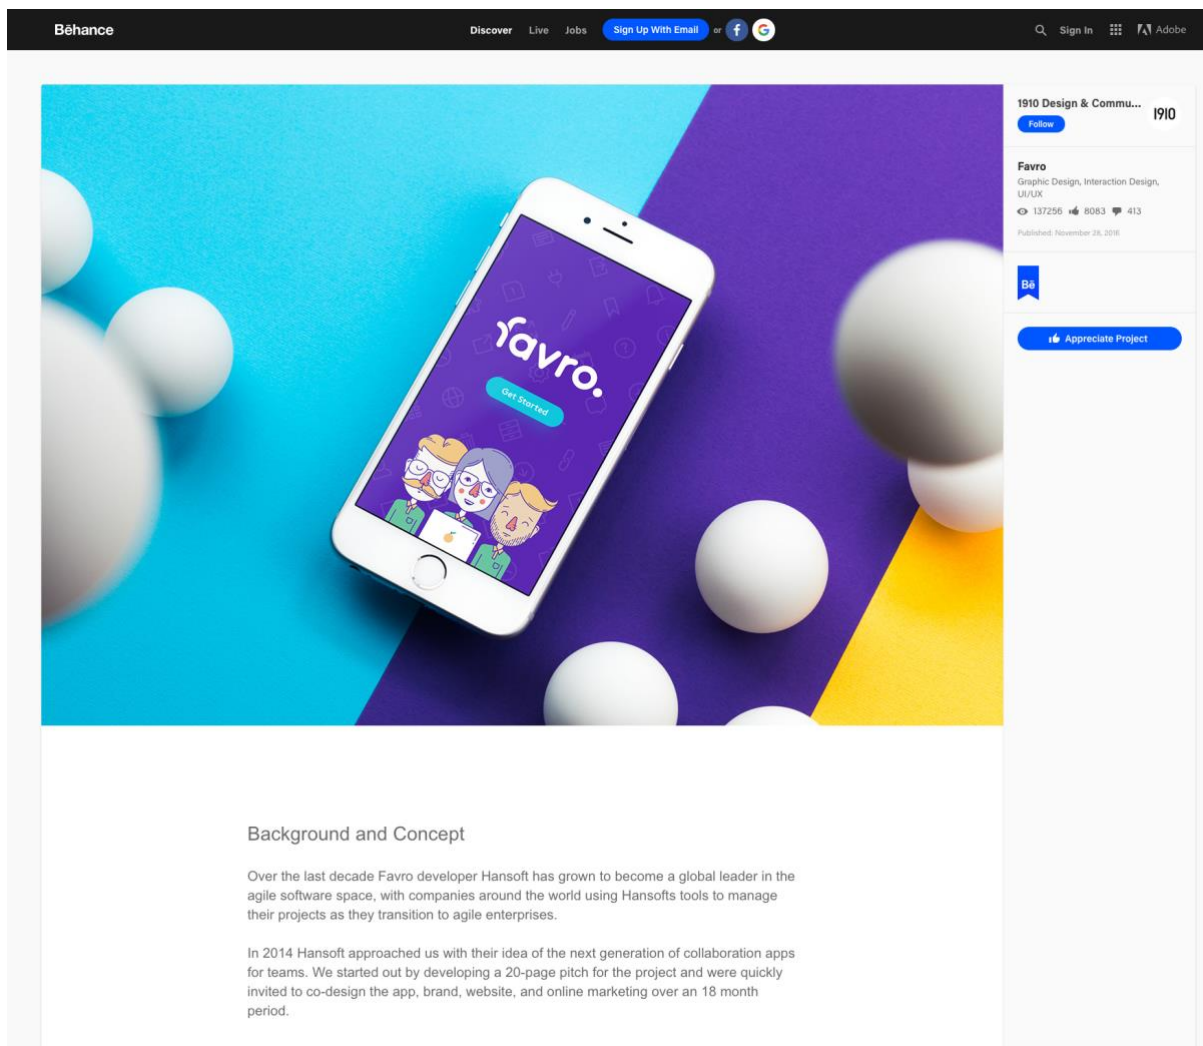 Bēhance
Discover Live Jobs Sign Up With Email or f G
Sign In Adobe
1910 Design & Commu...
Follow
1910
Favro
Graphic Design, Interaction Design,
UI/UX
137256 8083 413
Published: November 28, 2016
Bē
Appreciate Project
favro.
Get Started
Background and Concept
Over the last decade Favro developer Hansoft has grown to become a global leader in the
agile software space, with companies around the world using Hansofts tools to manage
their projects as they transition to agile enterprises.
In 2014 Hansoft approached us with their idea of the next generation of collaboration apps
for teams. We started out by developing a 20-page pitch for the project and were quickly
invited to co-design the app, brand, website, and online marketing over an 18 month
period.